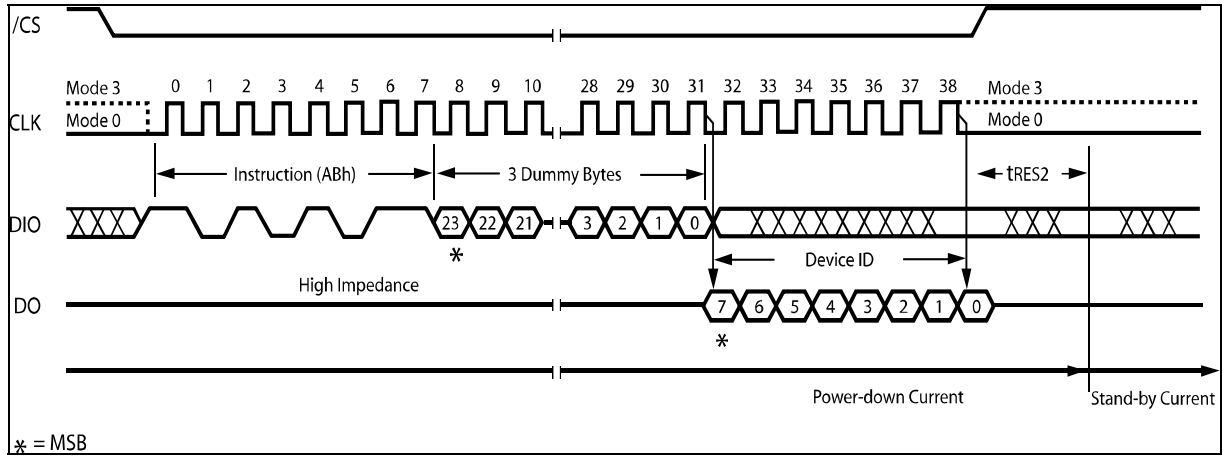 /CS
Mode 3 0 1 2 3 4 5 6 7 8 9 10 28 29 30 31 32 33 34 35 36 37 38 Mode 3
CLK Mode 0 Mode 0
Instruction (ABh) 3 Dummy Bytes tRES2
DIO 23 22 21 3 2 1 0
* Device ID
High Impedance
DO 7 6 5 4 3 2 1 0
*
Power-down Current Stand-by Current
* = MSB